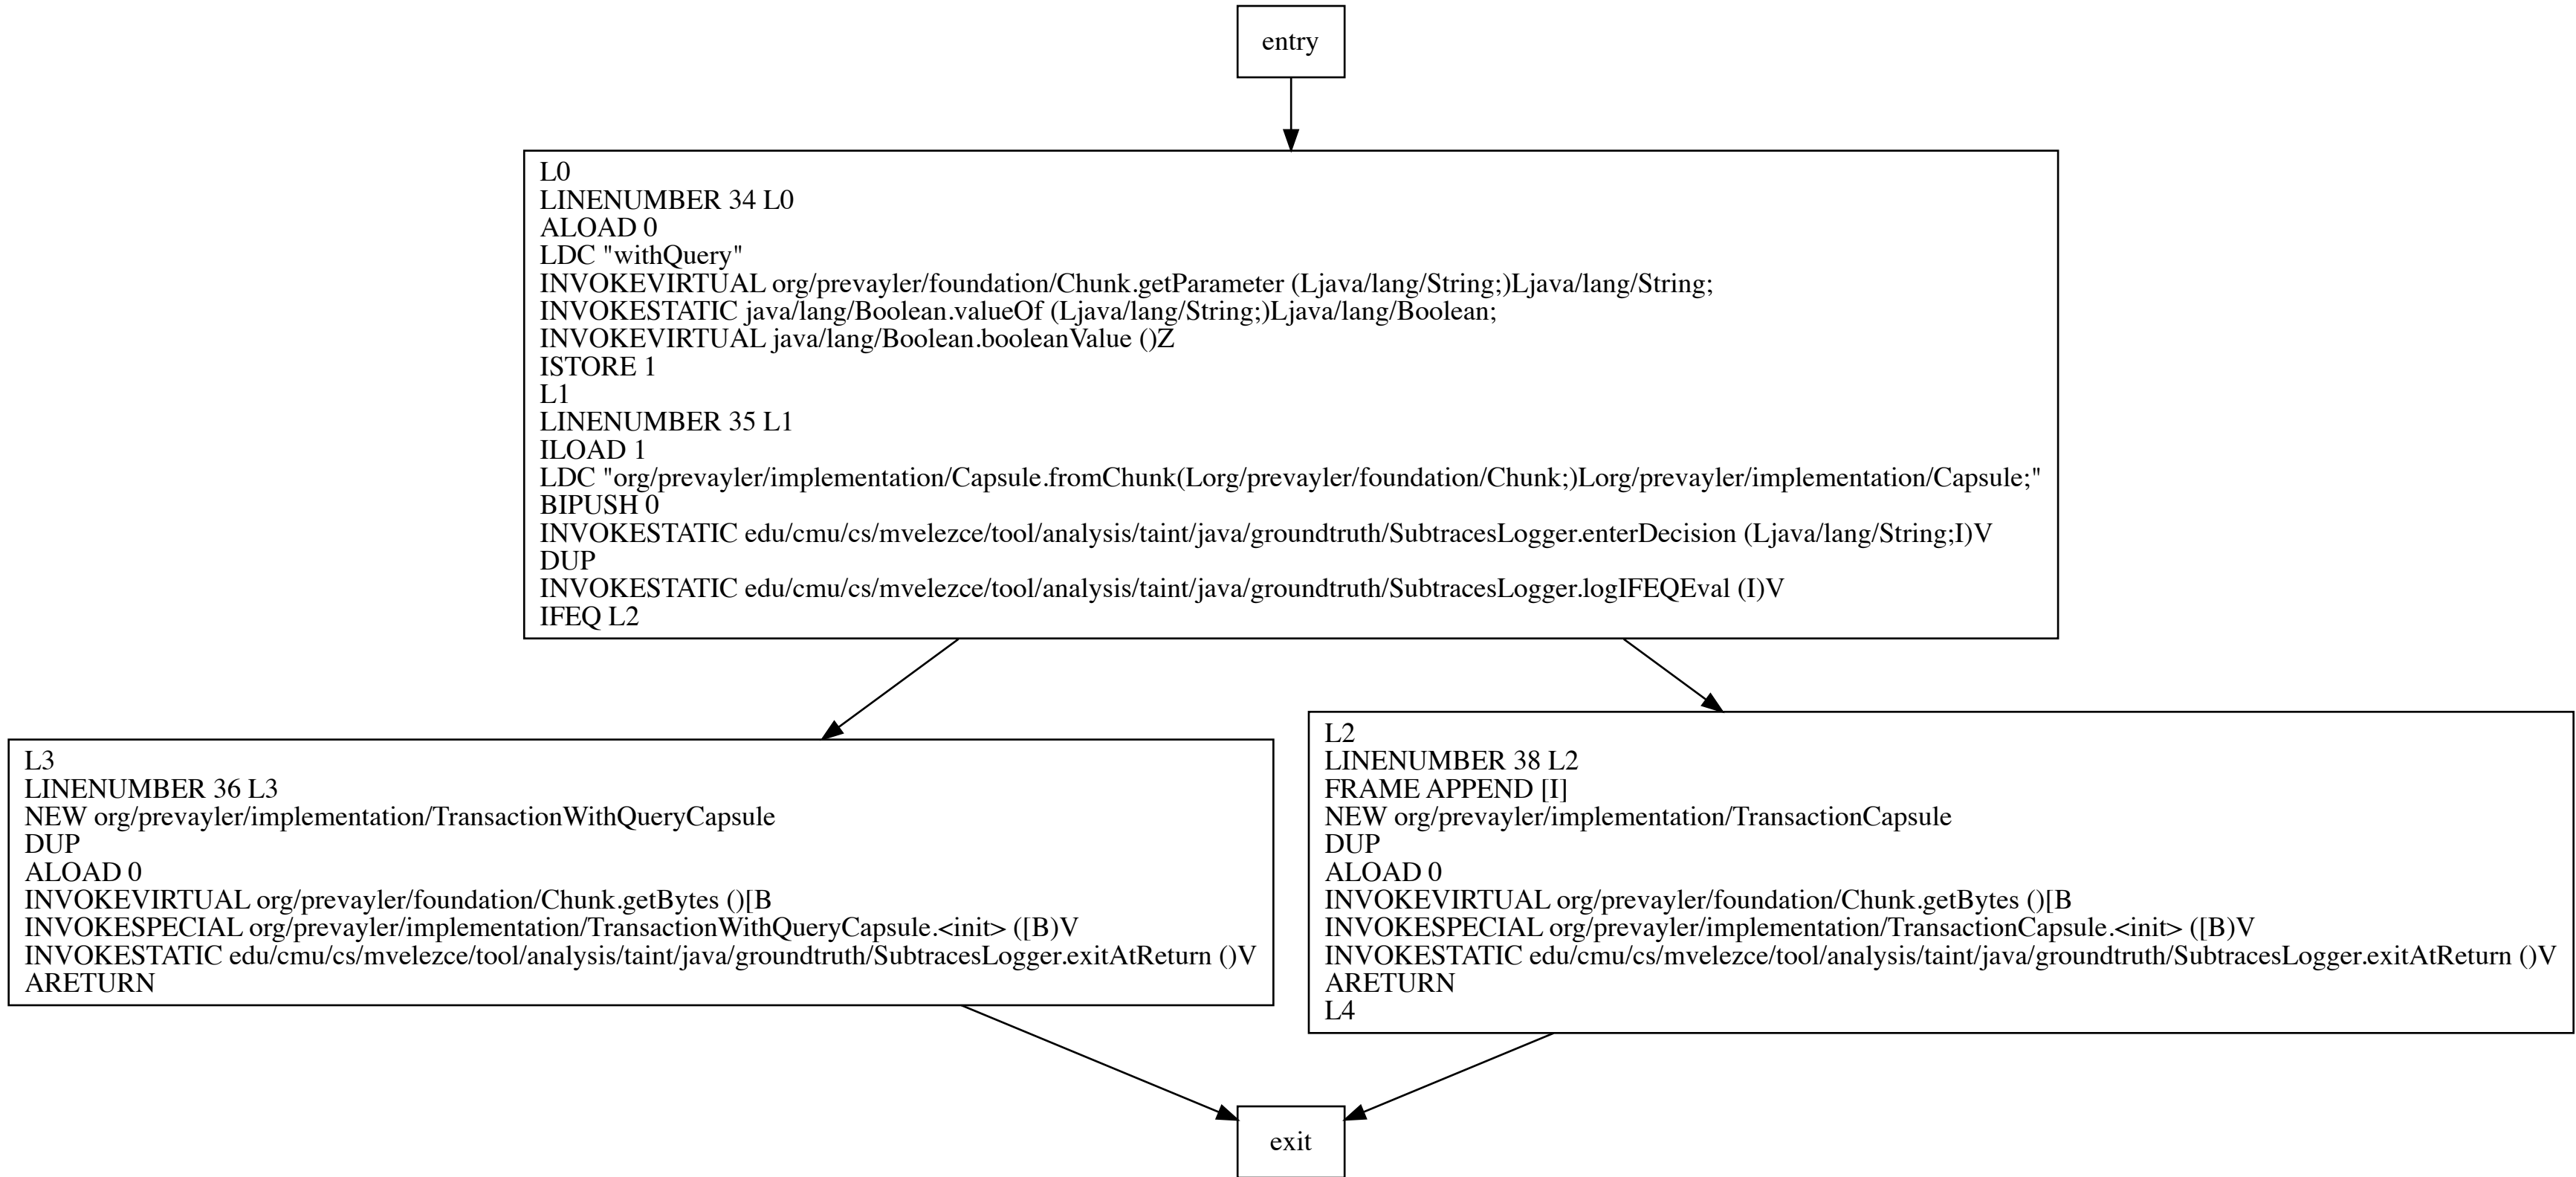 entry
L0
LINENUMBER 34 L0
ALOAD 0
LDC "withQuery"
INVOKEVIRTUAL org/prevayler/foundation/Chunk.getParameter (Ljava/lang/String;)Ljava/lang/String;
INVOKESTATIC java/lang/Boolean.valueOf (Ljava/lang/String;)Ljava/lang/Boolean;
INVOKEVIRTUAL java/lang/Boolean.booleanValue ()Z
ISTORE 1
L1
LINENUMBER 35 L1
ILOAD 1
LDC "org/prevayler/implementation/Capsule.fromChunk(Lorg/prevayler/foundation/Chunk;)Lorg/prevayler/implementation/Capsule;"
BIPUSH 0
INVOKESTATIC edu/cmu/cs/mvelezce/tool/analysis/taint/java/groundtruth/SubtracesLogger.enterDecision (Ljava/lang/String;I)V
DUP
INVOKESTATIC edu/cmu/cs/mvelezce/tool/analysis/taint/java/groundtruth/SubtracesLogger.logIFEQEval (I)V
IFEQ L2
L3
LINENUMBER 36 L3
NEW org/prevayler/implementation/TransactionWithQueryCapsule
DUP
ALOAD 0
INVOKEVIRTUAL org/prevayler/foundation/Chunk.getBytes ()[B
INVOKESPECIAL org/prevayler/implementation/TransactionWithQueryCapsule.<init> ([B)V
INVOKESTATIC edu/cmu/cs/mvelezce/tool/analysis/taint/java/groundtruth/SubtracesLogger.exitAtReturn ()V
ARETURN
L2
LINENUMBER 38 L2
FRAME APPEND [I]
NEW org/prevayler/implementation/TransactionCapsule
DUP
ALOAD 0
INVOKEVIRTUAL org/prevayler/foundation/Chunk.getBytes ()[B
INVOKESPECIAL org/prevayler/implementation/TransactionCapsule.<init> ([B)V
INVOKESTATIC edu/cmu/cs/mvelezce/tool/analysis/taint/java/groundtruth/SubtracesLogger.exitAtReturn ()V
ARETURN
L4
exit